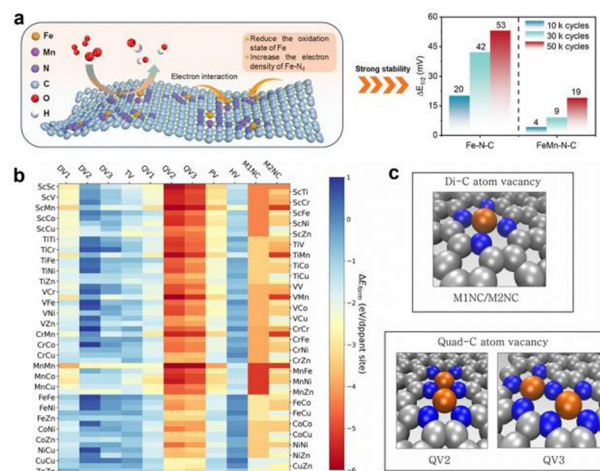 a
Fe
Mn
N
C
O
H
Reduce the oxidation
state of Fe
Increase the electron
density of Fe-N₄
Electron interaction
Strong stability
ΔE1/2 (mV)
60
45
30
15
0
10 k cycles
30 k cycles
50 k cycles
20
42
53
4
9
19
Fe-N-C
FeMn-N-C
b
DV1
DV2
DV3
TV
QV1
QV2
QV3
PV
HV
M1NC
M2NC
ScSc
ScV
ScMn
ScCo
ScCu
TiTi
TiCr
TiFe
TiNi
TiZn
VCr
VFe
VNi
VZn
CrMn
CrCo
CrCu
MnMn
MnCo
MnCu
FeFe
FeNi
FeZn
CoNi
CoZn
NiCu
CuCu
ZnZn
ScTi
ScCr
ScFe
ScNi
ScZn
TiV
TiMn
TiCo
TiCu
VV
VMn
VCo
VCu
CrCr
CrFe
CrNi
CrZn
MnFe
MnNi
MnZn
FeCo
FeCu
CoCo
CoCu
NiNi
NiZn
CuZn
1
0
−1
−2
−3
−4
−5
−6
ΔEform (eV/dopant site)
c
Di-C atom vacancy
M1NC/M2NC
Quad-C atom vacancy
QV2
QV3